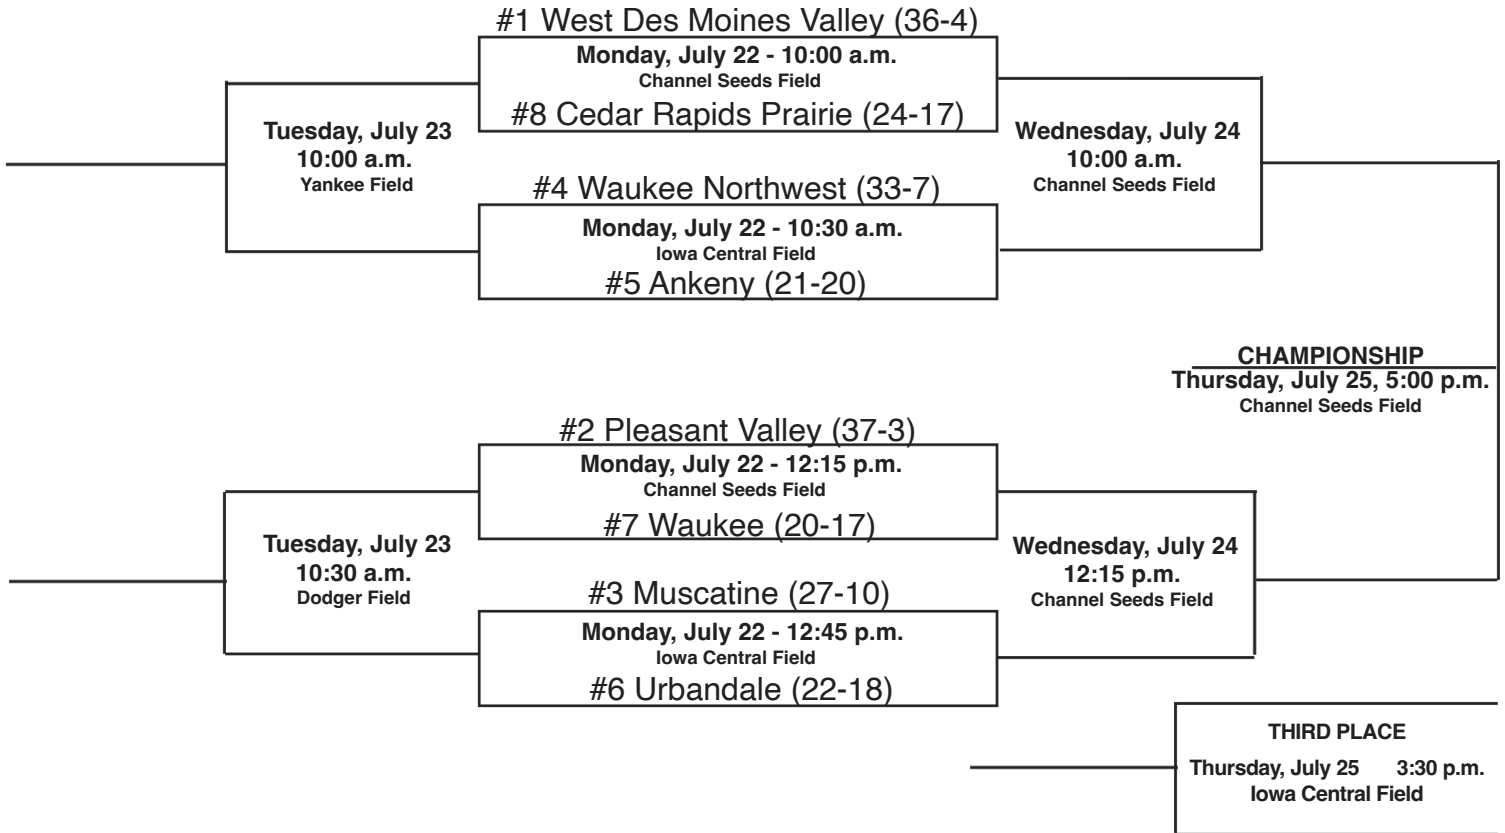 #1 West Des Moines Valley (36-4)
Monday, July 22 - 10:00 a.m.
Channel Seeds Field
#8 Cedar Rapids Prairie (24-17)
Tuesday, July 23
10:00 a.m.
Yankee Field
Wednesday, July 24
10:00 a.m.
Channel Seeds Field
#4 Waukee Northwest (33-7)
Monday, July 22 - 10:30 a.m.
Iowa Central Field
#5 Ankeny (21-20)
CHAMPIONSHIP
Thursday, July 25, 5:00 p.m.
Channel Seeds Field
#2 Pleasant Valley (37-3)
Monday, July 22 - 12:15 p.m.
Channel Seeds Field
#7 Waukee (20-17)
Tuesday, July 23
10:30 a.m.
Dodger Field
Wednesday, July 24
12:15 p.m.
Channel Seeds Field
#3 Muscatine (27-10)
Monday, July 22 - 12:45 p.m.
Iowa Central Field
#6 Urbandale (22-18)
THIRD PLACE
Thursday, July 25 3:30 p.m.
Iowa Central Field